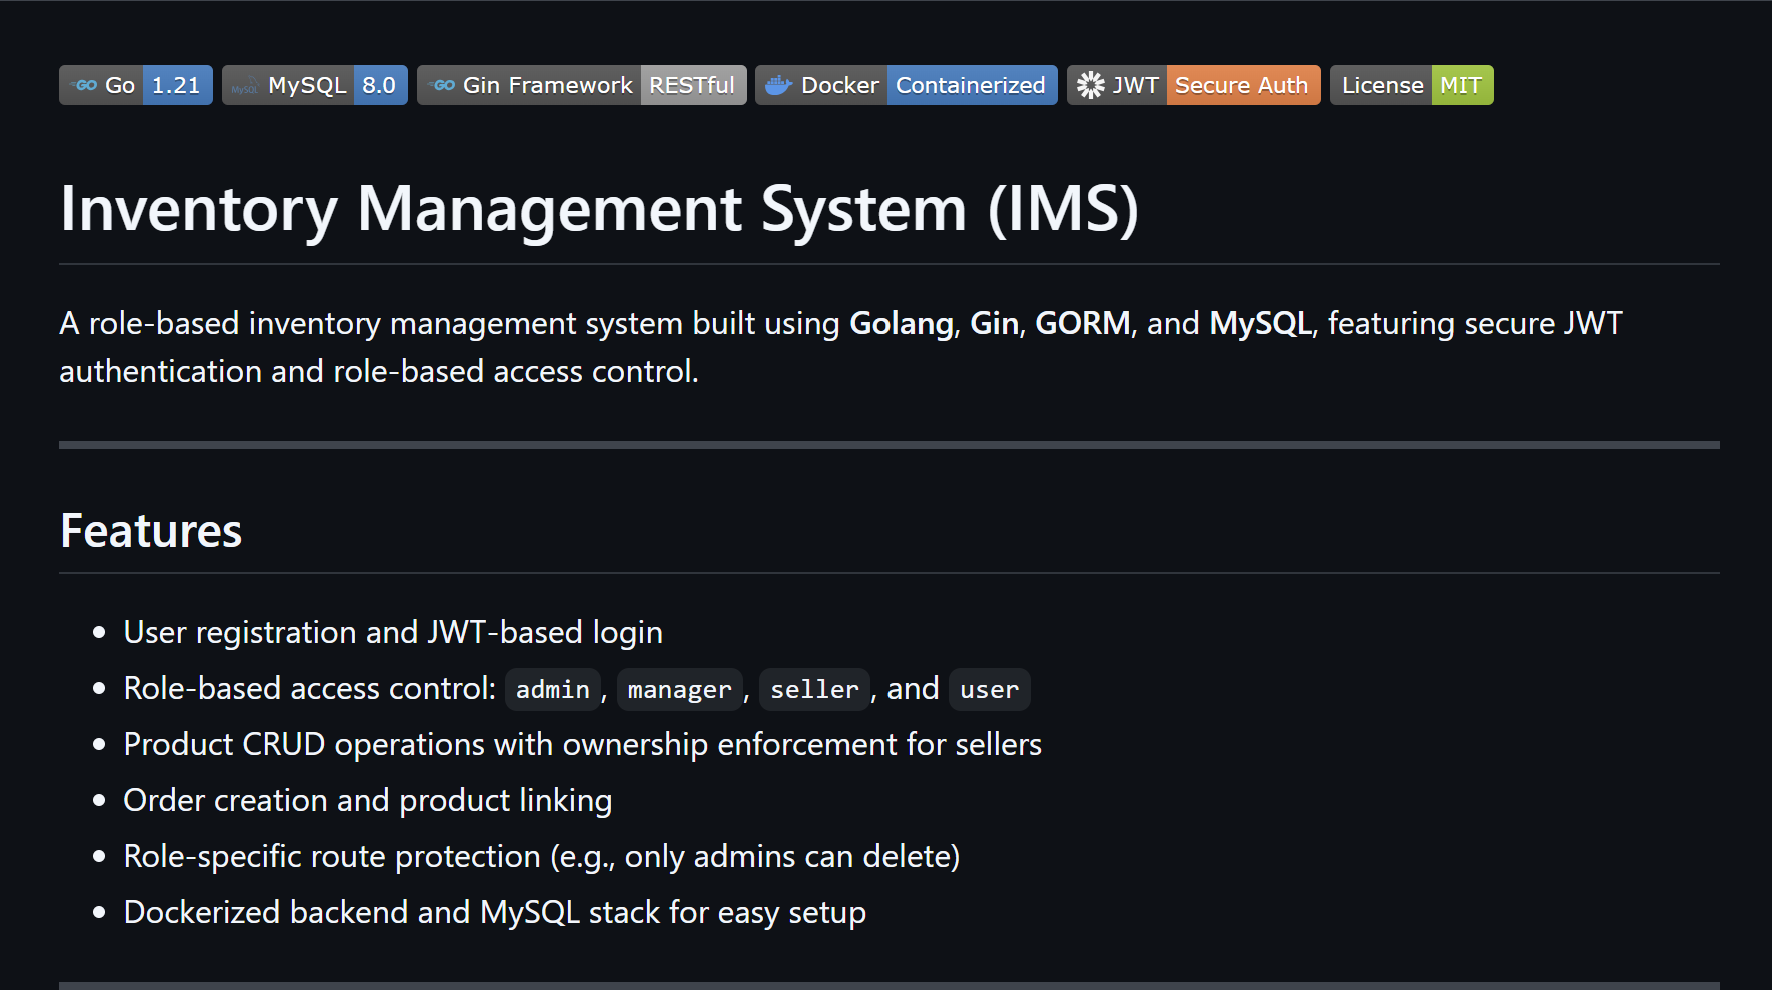 Go 1.21 MySQL MySQL 8.0 Gin Framework RESTful Docker Containerized JWT Secure Auth License MIT
Inventory Management System (IMS)
A role-based inventory management system built using Golang, Gin, GORM, and MySQL, featuring secure JWT
authentication and role-based access control.
Features
User registration and JWT-based login
Role-based access control: admin, manager, seller, and user
Product CRUD operations with ownership enforcement for sellers
Order creation and product linking
Role-specific route protection (e.g., only admins can delete)
Dockerized backend and MySQL stack for easy setup